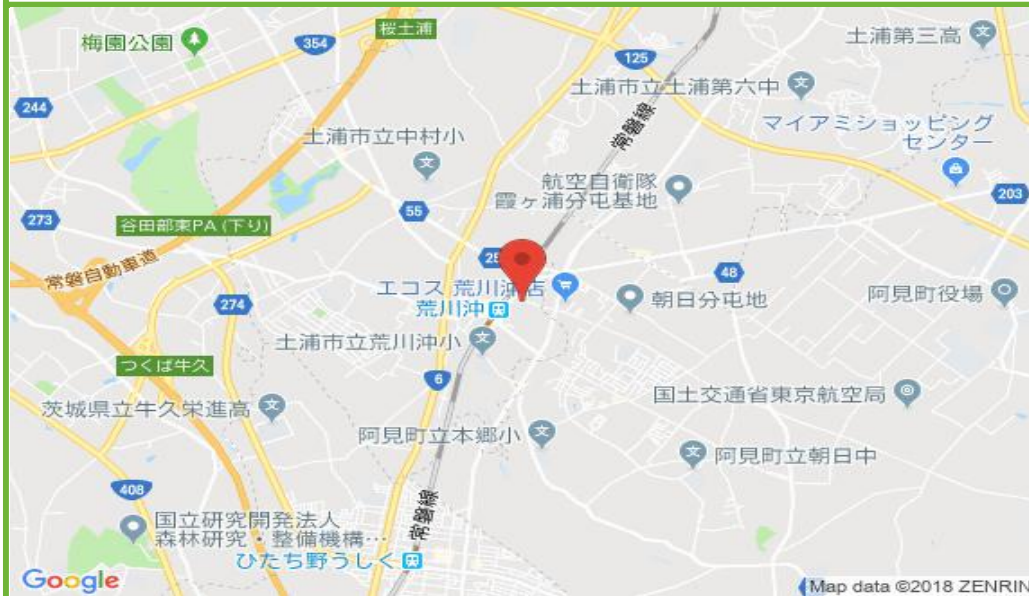 桜土浦
梅園公園
354
土浦第三高
125
土浦市立土浦第六中
244
常磐線
マイアミショッピング
センター
土浦市立中村小
航空自衛隊
霞ヶ浦分屯基地
203
273
55
谷田部東PA (下り)
25
48
常磐自動車道
エコス 荒川沖店
朝日分屯地
阿見町役場
274
荒川沖
土浦市立荒川沖小
つくば牛久
6
国土交通省東京航空局
茨城県立牛久栄進高
阿見町立本郷小
阿見町立朝日中
408
常磐線
国立研究開発法人
森林研究・整備機構…
ひたち野うしく
Google
Map data ©2018 ZENRIN